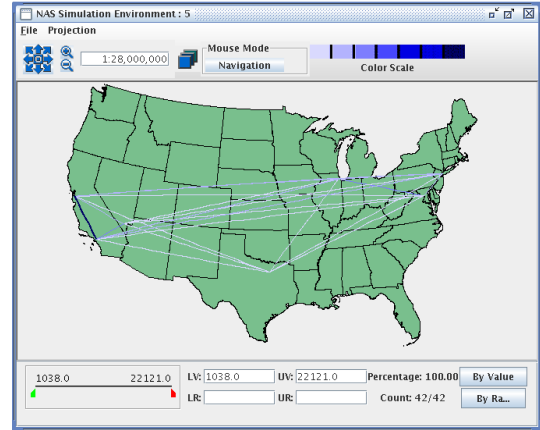 NAS Simulation Environment : 5
File Projection
1:28,000,000
Mouse Mode
Navigation
Color Scale
1038.0 22121.0
LV: 1038.0 UV: 22121.0 Percentage: 100.00 By Value
LR: UR: Count: 42/42 By Ra...